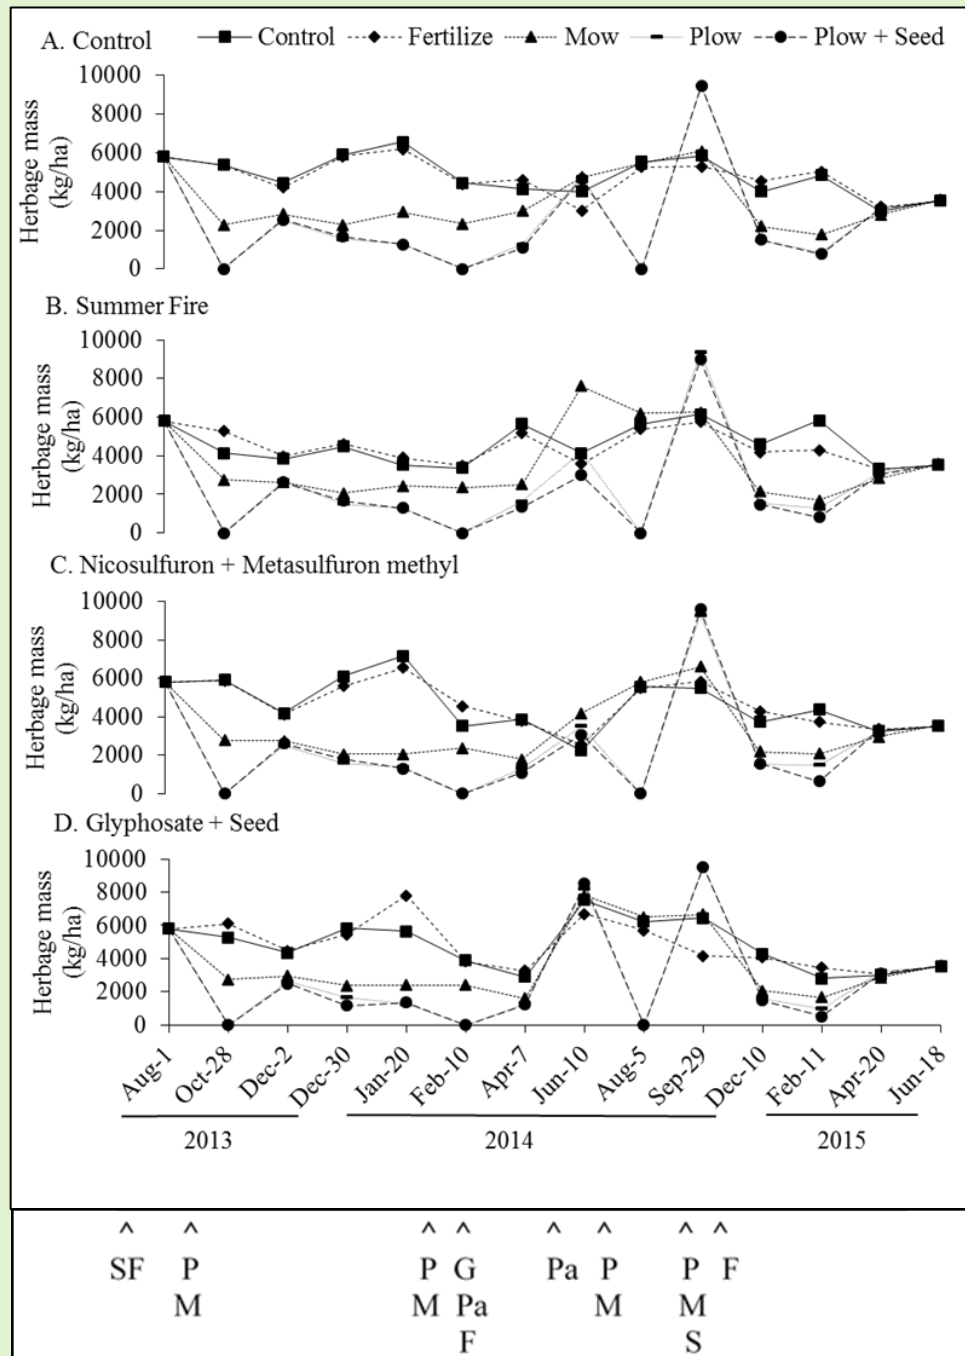 A. Control
Control Fertilize Mow Plow Plow + Seed
10000
8000
6000
4000
2000
0
Herbage mass
(kg/ha)
B. Summer Fire
10000
8000
6000
4000
2000
0
Herbage mass
(kg/ha)
C. Nicosulfuron + Metasulfuron methyl
10000
8000
6000
4000
2000
0
Herbage mass
(kg/ha)
D. Glyphosate + Seed
10000
8000
6000
4000
2000
0
Herbage mass
(kg/ha)
Aug-1 Oct-28 Dec-2 Dec-30 Jan-20 Feb-10 Apr-7 Jun-10 Aug-5 Sep-29 Dec-10 Feb-11 Apr-20 Jun-18
2013 2014 2015
^ ^ ^ ^ ^ ^ ^ ^
SF P P G Pa P P F
M M Pa M M
F S